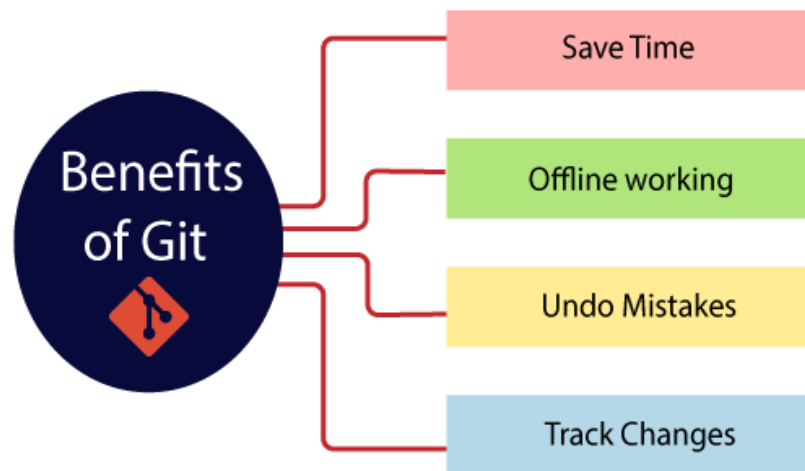 Benefits
of Git
Save Time
Offline working
Undo Mistakes
Track Changes